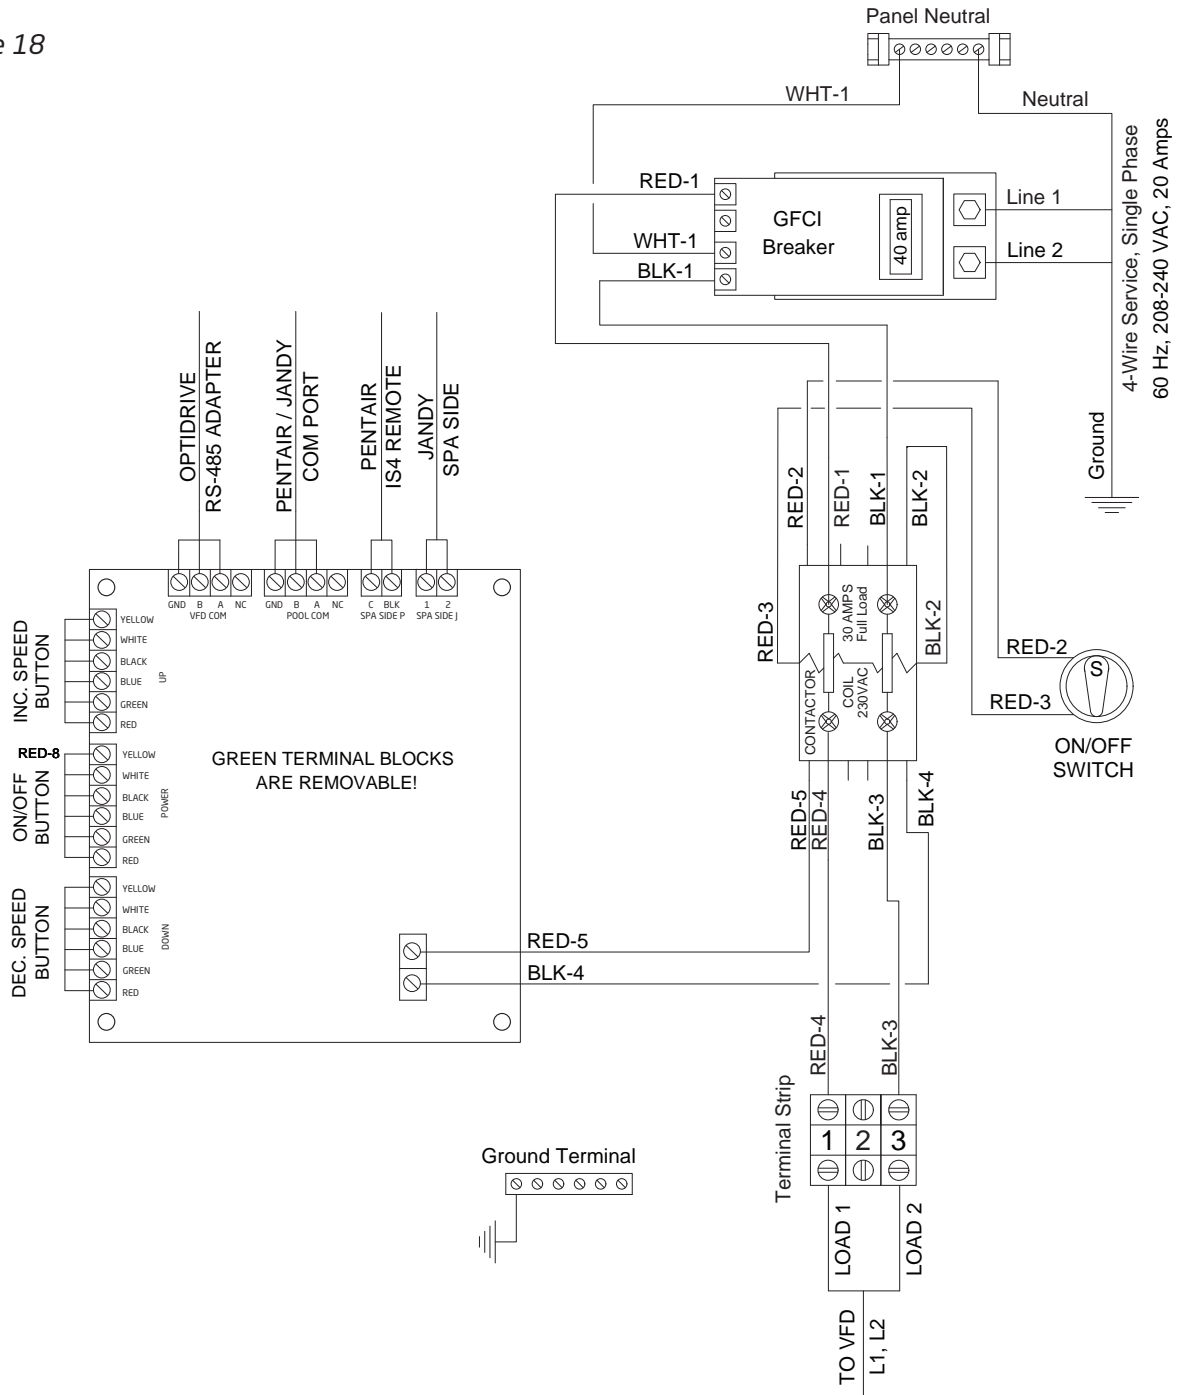 e 18
Panel Neutral
WHT-1
Neutral
4-Wire Service, Single Phase
60 Hz, 208-240 VAC, 20 Amps
RED-1
GFCI
Breaker
40 amp
Line 1
WHT-1
Line 2
BLK-1
Ground
OPTIDRIVE
RS-485 ADAPTER
PENTAIR / JANDY
COM PORT
PENTAIR
IS4 REMOTE
JANDY
SPA SIDE
RED-2
RED-1
BLK-1
BLK-2
GND B A NC
VFD COM
GND B A NC
POOL COM
C BLK
SPA SIDE P
1 2
SPA SIDE J
INC. SPEED
BUTTON
YELLOW
WHITE
BLACK
BLUE
GREEN
RED
UP
RED-8
ON/OFF
BUTTON
YELLOW
WHITE
BLACK
BLUE
GREEN
RED
POWER
DEC. SPEED
BUTTON
YELLOW
WHITE
BLACK
BLUE
GREEN
RED
DOWN
GREEN TERMINAL BLOCKS
ARE REMOVABLE!
RED-3
30 AMPS
Full Load
BLK-2
CONTACTOR
COIL
230VAC
RED-2
S
RED-3
ON/OFF
SWITCH
RED-5
RED-4
BLK-3
BLK-4
RED-5
BLK-4
RED-4
BLK-3
Terminal Strip
1 2 3
Ground Terminal
LOAD 1
LOAD 2
TO VFD
L1, L2